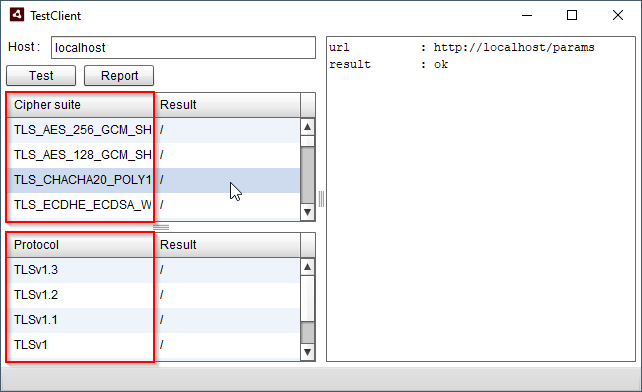 TestClient
Host: localhost
Test Report
Cipher suite Result
TLS_AES_256_GCM_SH /
TLS_AES_128_GCM_SH /
TLS_CHACHA20_POLY1 /
TLS_ECDHE_ECDSA_W /
Protocol Result
TLSv1.3 /
TLSv1.2 /
TLSv1.1 /
TLSv1 /
url : http://localhost/params
result : ok